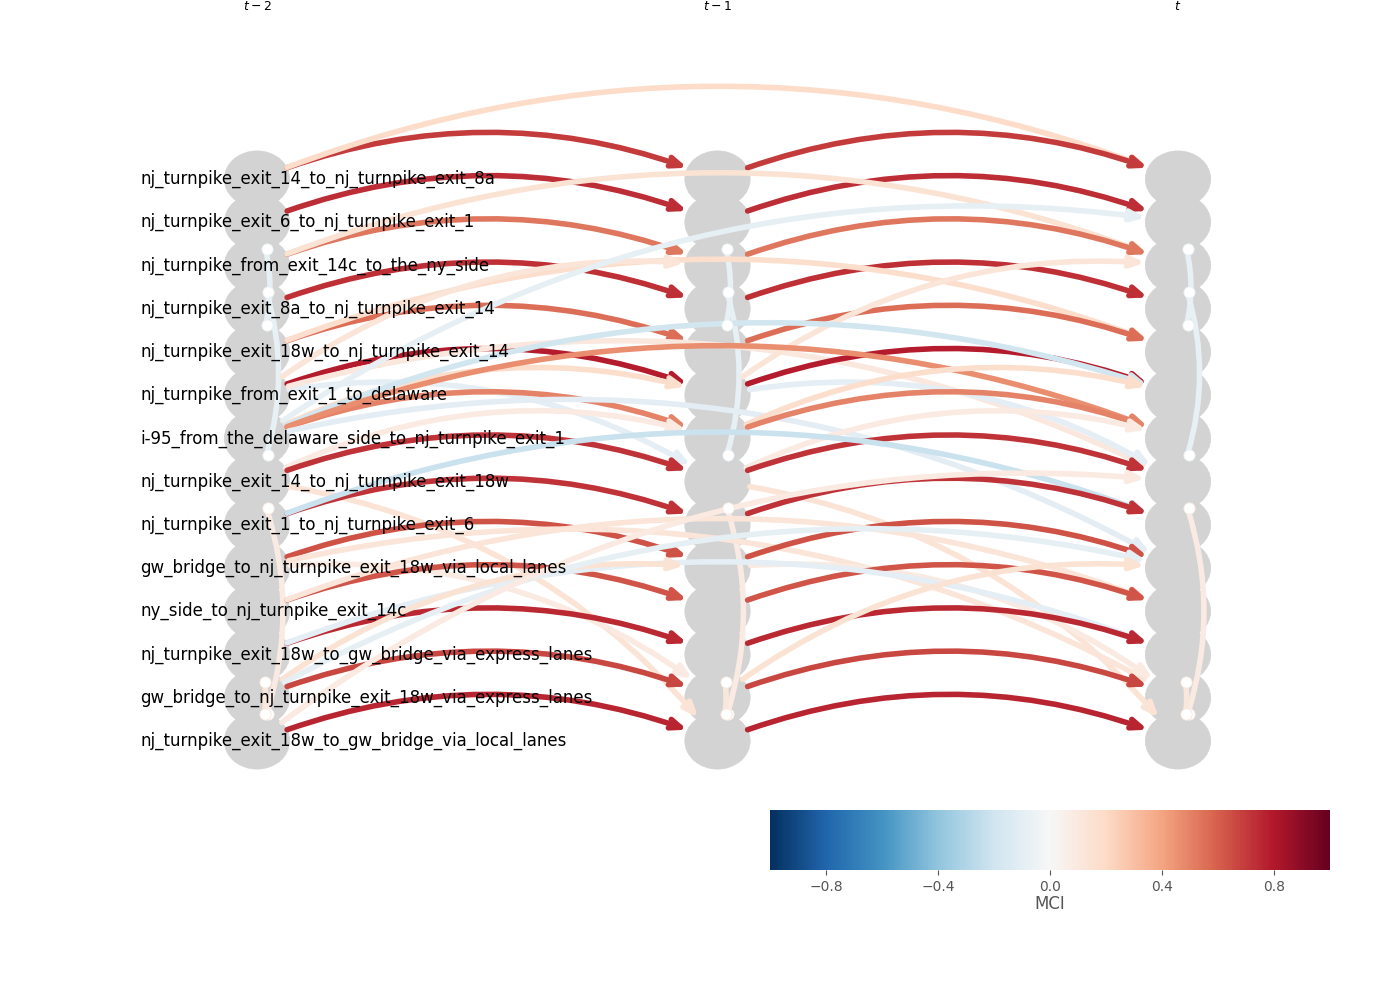 t − 2 t − 1 t
nj_turnpike_exit_14_to_nj_turnpike_exit_8a
nj_turnpike_exit_6_to_nj_turnpike_exit_1
nj_turnpike_from_exit_14c_to_the_ny_side
nj_turnpike_exit_8a_to_nj_turnpike_exit_14
nj_turnpike_exit_18w_to_nj_turnpike_exit_14
nj_turnpike_from_exit_1_to_delaware
i-95_from_the_delaware_side_to_nj_turnpike_exit_1
nj_turnpike_exit_14_to_nj_turnpike_exit_18w
nj_turnpike_exit_1_to_nj_turnpike_exit_6
gw_bridge_to_nj_turnpike_exit_18w_via_local_lanes
ny_side_to_nj_turnpike_exit_14c
nj_turnpike_exit_18w_to_gw_bridge_via_express_lanes
gw_bridge_to_nj_turnpike_exit_18w_via_express_lanes
nj_turnpike_exit_18w_to_gw_bridge_via_local_lanes
−0.8 −0.4 0.0 0.4 0.8
MCI